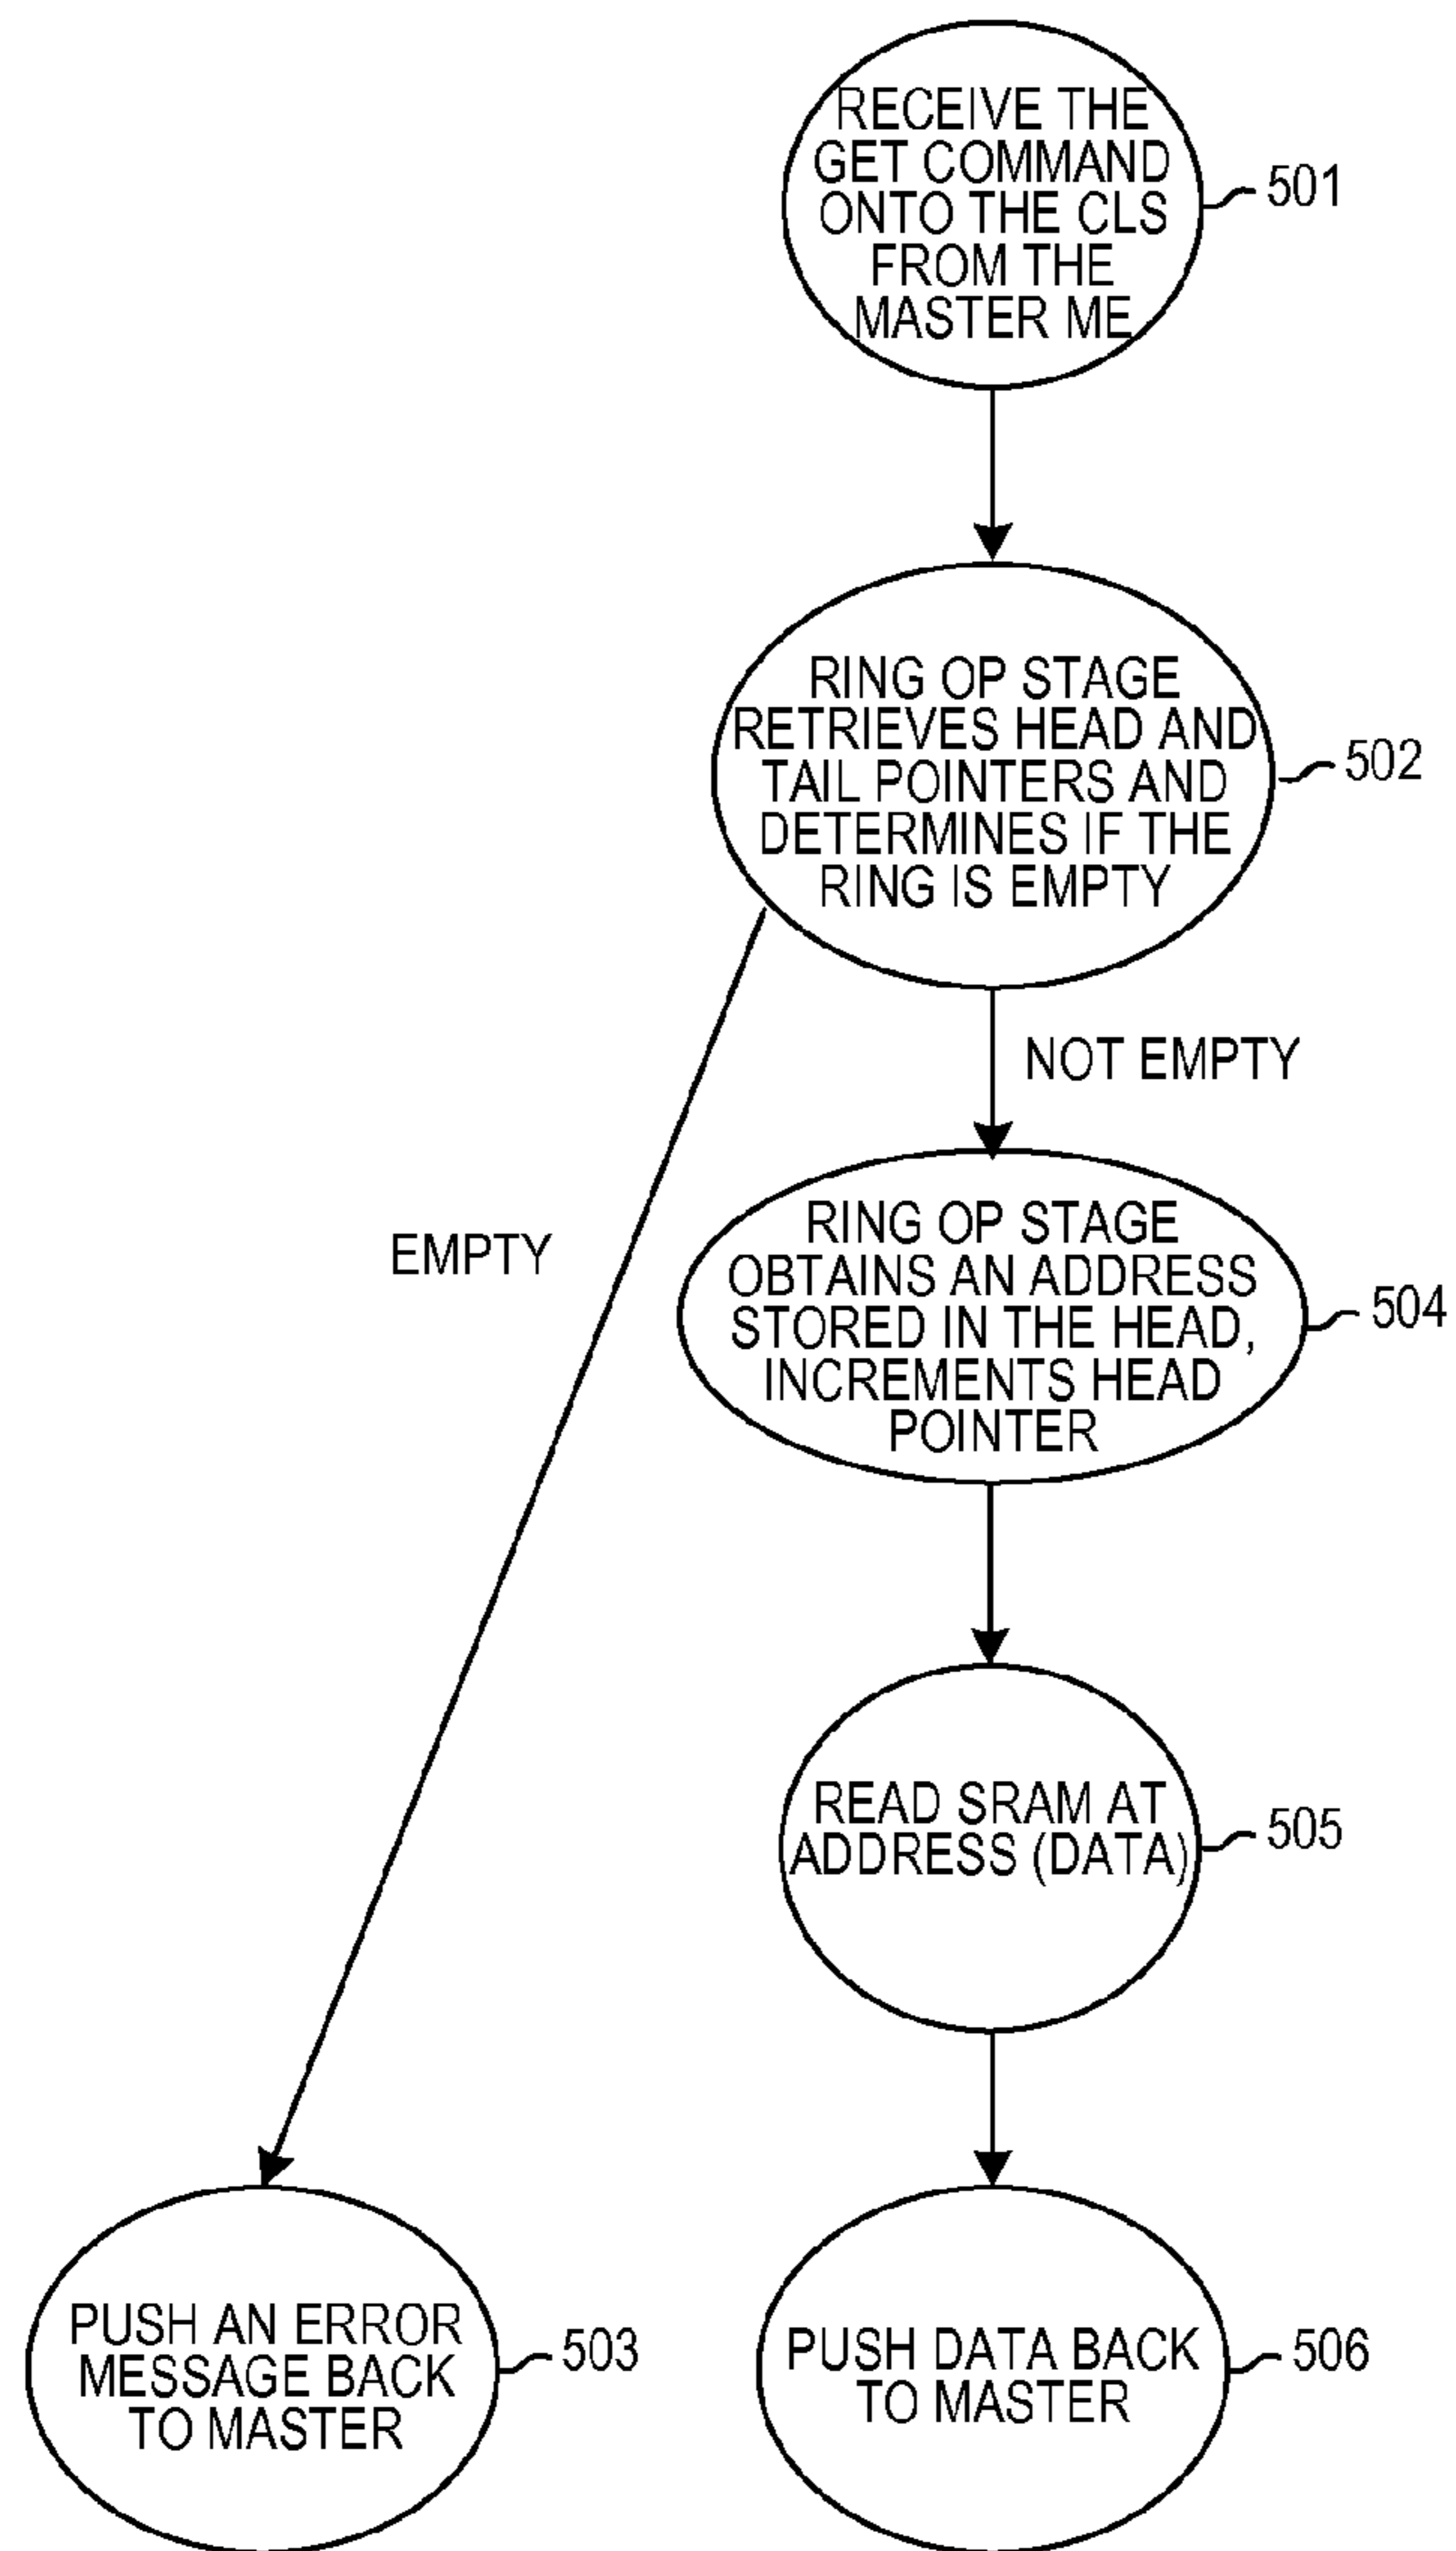 RECEIVE THE
GET COMMAND
ONTO THE CLS
FROM THE
MASTER ME
501
RING OP STAGE
RETRIEVES HEAD AND
TAIL POINTERS AND
DETERMINES IF THE
RING IS EMPTY
502
NOT EMPTY
EMPTY
RING OP STAGE
OBTAINS AN ADDRESS
STORED IN THE HEAD,
INCREMENTS HEAD
POINTER
504
READ SRAM AT
ADDRESS (DATA)
505
PUSH AN ERROR
MESSAGE BACK
TO MASTER
503
PUSH DATA BACK
TO MASTER
506